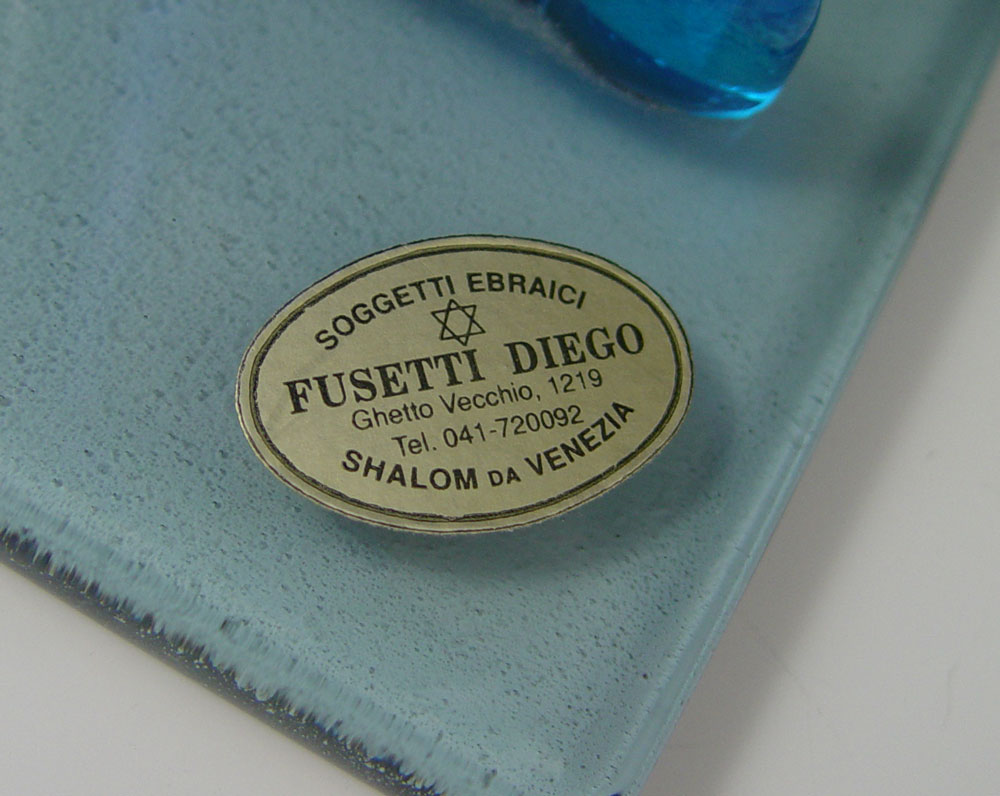 SOGGETTI EBRAICI
FUSETTI DIEGO
Ghetto Vecchio, 1219
Tel. 041-720092
SHALOM DA VENEZIA